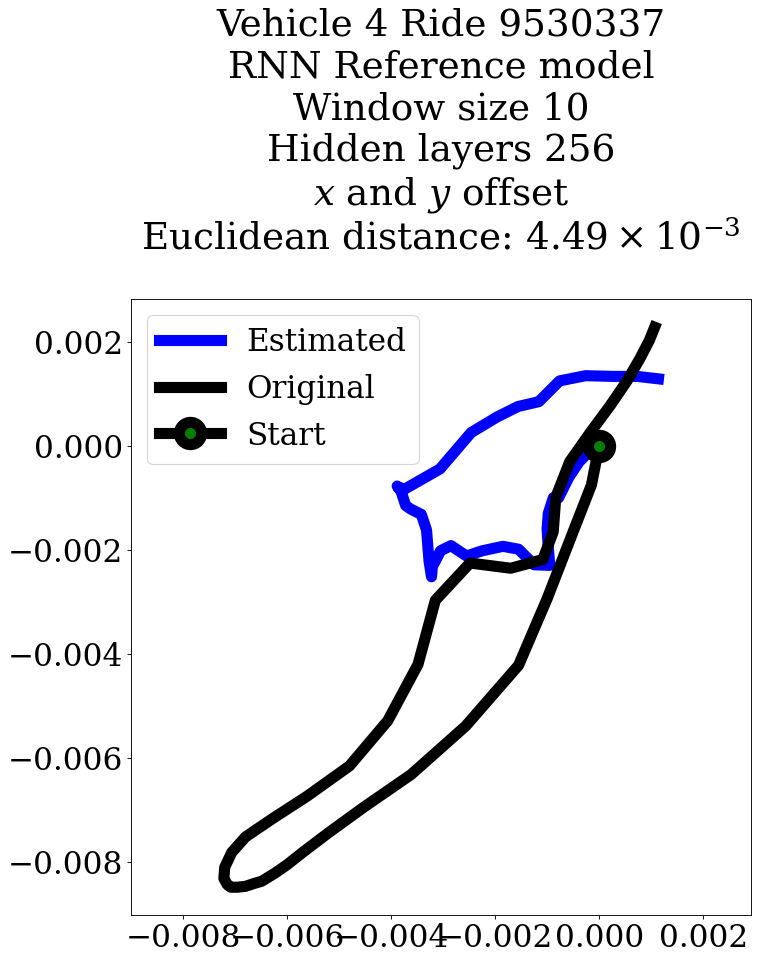 Vehicle 4 Ride 9530337
RNN Reference model
Window size 10
Hidden layers 256
x and y offset
Euclidean distance: 4.49 × 10⁻³
Estimated
Original
Start
0.002
0.000
−0.002
−0.004
−0.006
−0.008
−0.008 −0.006 −0.004 −0.002 0.000 0.002